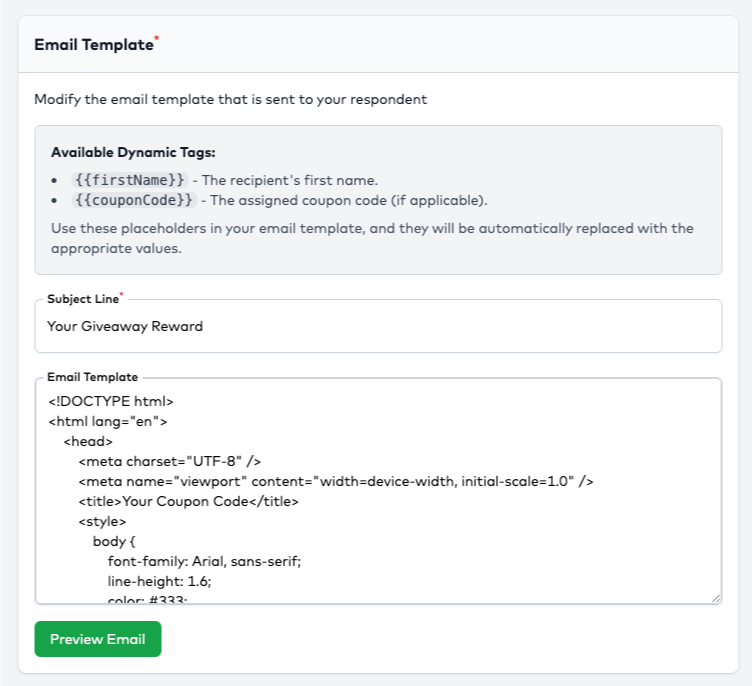 Email Template*
Modify the email template that is sent to your respondent
Available Dynamic Tags:
• {{firstName}} - The recipient's first name.
• {{couponCode}} - The assigned coupon code (if applicable).
Use these placeholders in your email template, and they will be automatically replaced with the
appropriate values.
Subject Line*
Your Giveaway Reward
Email Template
<!DOCTYPE html>
<html lang="en">
<head>
<meta charset="UTF-8" />
<meta name="viewport" content="width=device-width, initial-scale=1.0" />
<title>Your Coupon Code</title>
<style>
body {
font-family: Arial, sans-serif;
line-height: 1.6;
color: #333;
Preview Email